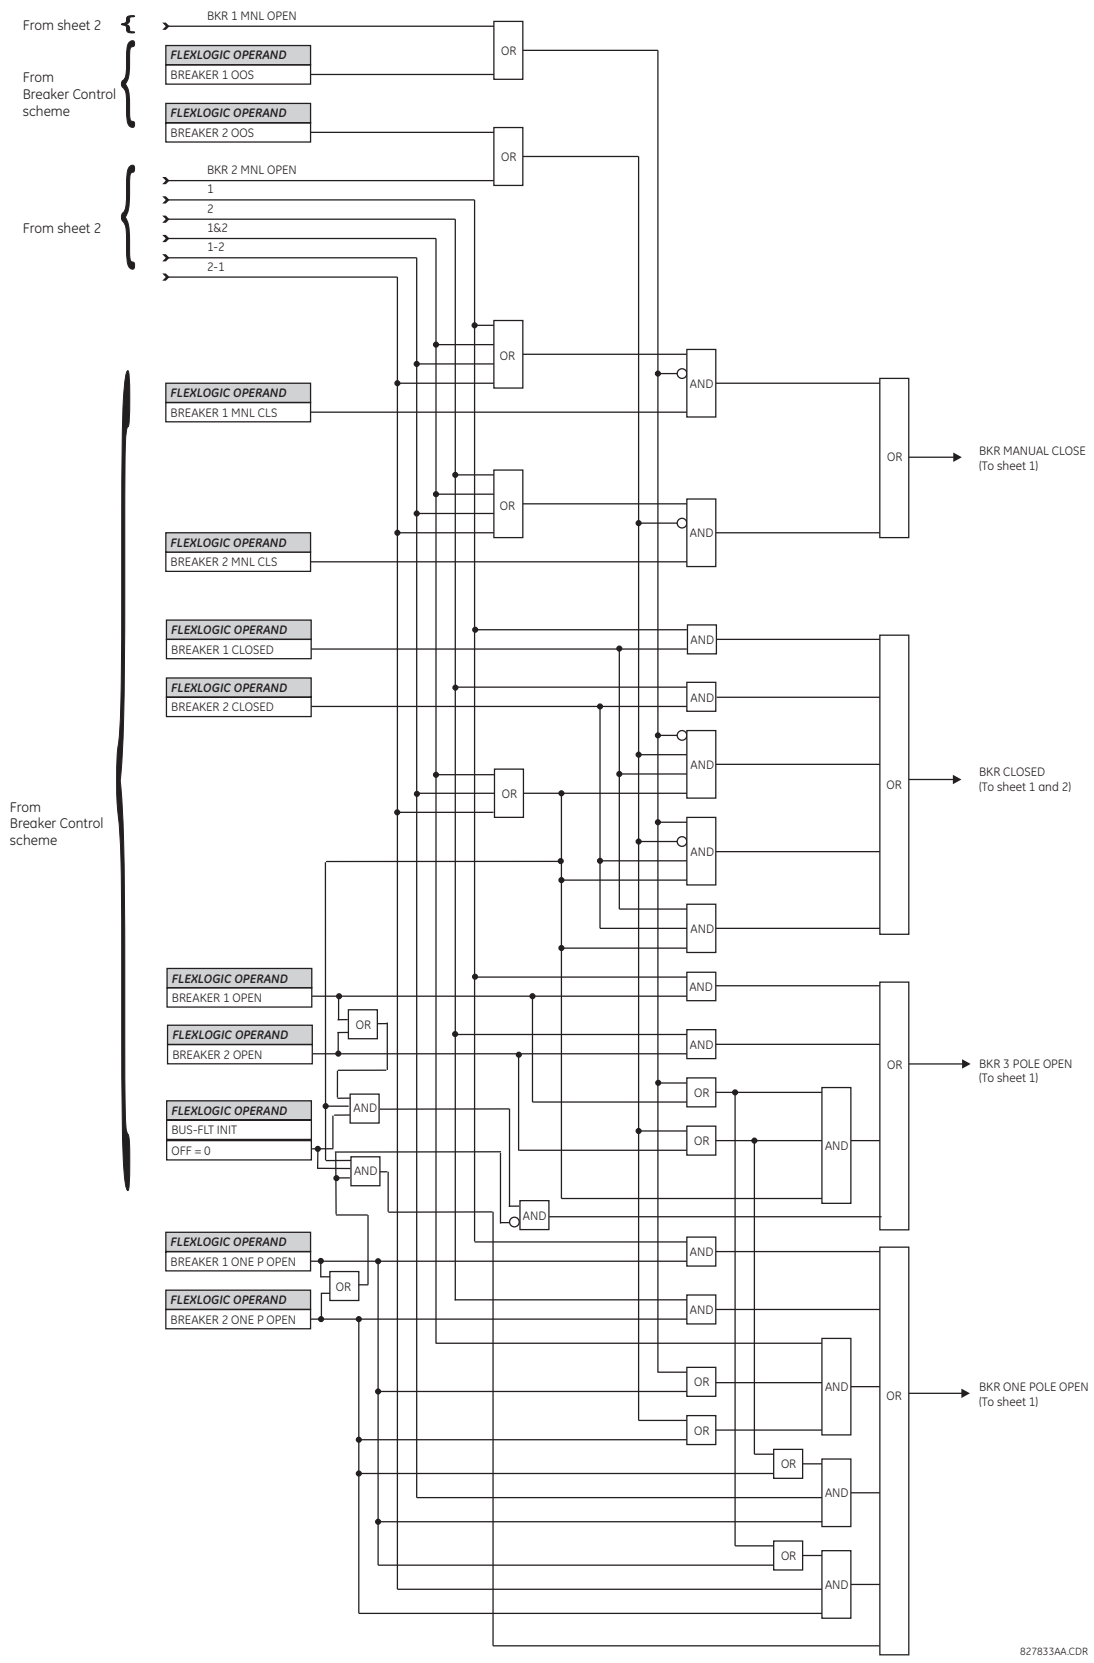 From sheet 2
BKR 1 MNL OPEN
OR
FLEXLOGIC OPERAND
BREAKER 1 OOS
From
Breaker Control
scheme
FLEXLOGIC OPERAND
BREAKER 2 OOS
OR
BKR 2 MNL OPEN
1
2
From sheet 2
1&2
1-2
2-1
OR
AND
FLEXLOGIC OPERAND
BREAKER 1 MNL CLS
OR
BKR MANUAL CLOSE
(To sheet 1)
OR
AND
FLEXLOGIC OPERAND
BREAKER 2 MNL CLS
FLEXLOGIC OPERAND
BREAKER 1 CLOSED
AND
FLEXLOGIC OPERAND
BREAKER 2 CLOSED
AND
AND
OR
BKR CLOSED
(To sheet 1 and 2)
OR
From
Breaker Control
scheme
AND
AND
FLEXLOGIC OPERAND
BREAKER 1 OPEN
AND
OR
FLEXLOGIC OPERAND
BREAKER 2 OPEN
AND
OR
BKR 3 POLE OPEN
(To sheet 1)
OR
AND
FLEXLOGIC OPERAND
BUS-FLT INIT
OFF = 0
OR
AND
AND
AND
FLEXLOGIC OPERAND
BREAKER 1 ONE P OPEN
AND
OR
FLEXLOGIC OPERAND
BREAKER 2 ONE P OPEN
AND
OR
AND
OR
BKR ONE POLE OPEN
(To sheet 1)
OR
OR
AND
OR
AND
827833AA.CDR